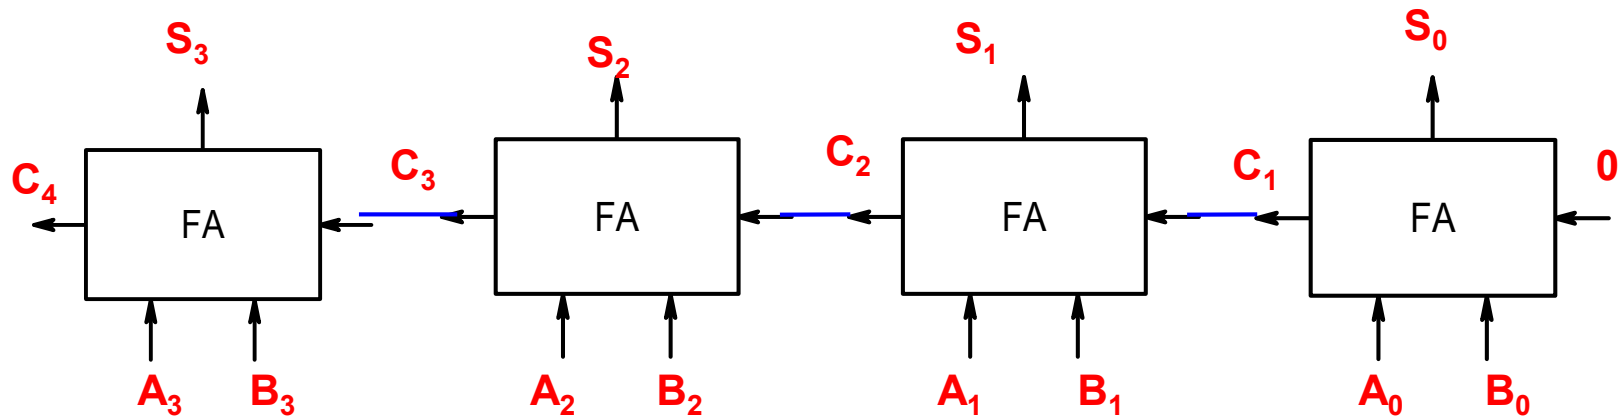 S₃ S₂ S₁ S₀
C₄ C₃ C₂ C₁ 0
FA FA FA FA
A₃ B₃ A₂ B₂ A₁ B₁ A₀ B₀